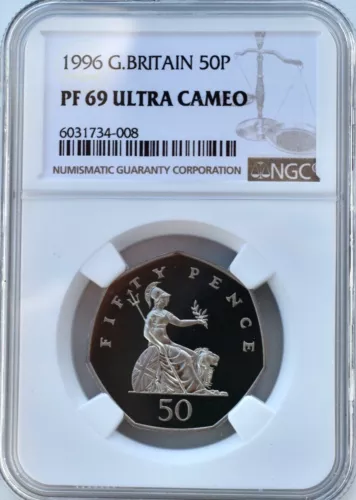 1996 G.BRITAIN 50P
PF 69 ULTRA CAMEO
6031734-008
NUMISMATIC GUARANTY CORPORATION
NGC
FIFTY PENCE
50